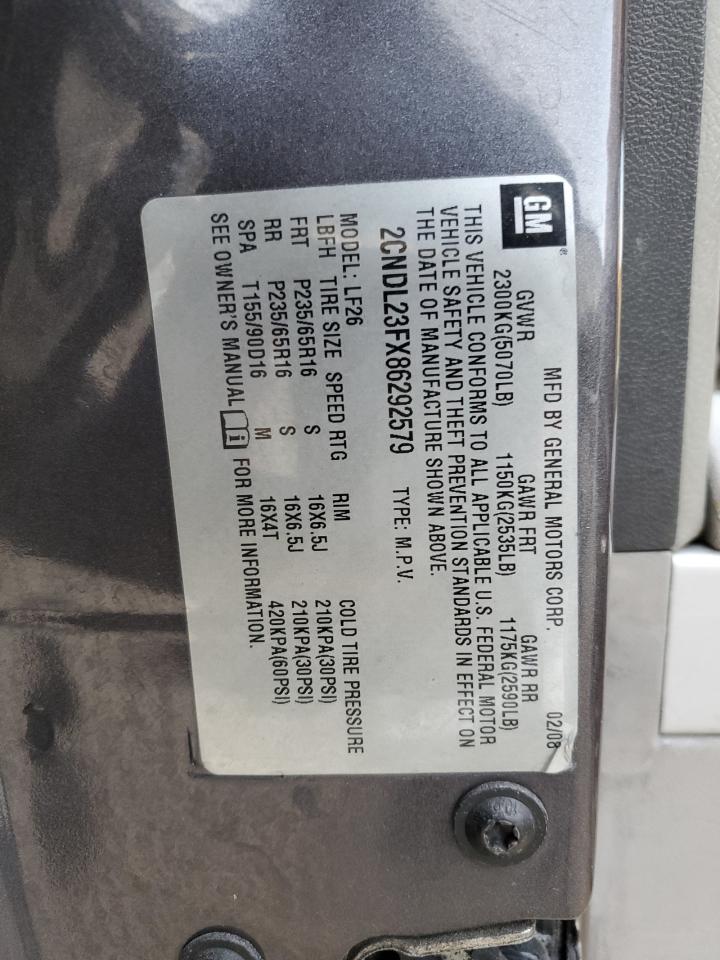 GM ® MFD BY GENERAL MOTORS CORP. 02/08
GVWR GAWR FRT GAWR RR
2300KG(5070LB) 1150KG(2535LB) 1175KG(2590LB)
THIS VEHICLE CONFORMS TO ALL APPLICABLE U.S. FEDERAL MOTOR
VEHICLE SAFETY AND THEFT PREVENTION STANDARDS IN EFFECT ON
THE DATE OF MANUFACTURE SHOWN ABOVE.
2CNDL23FX86292579 TYPE: M.P.V.
MODEL: LF26
LBFH TIRE SIZE SPEED RTG RIM COLD TIRE PRESSURE
FRT P235/65R16 S 16X6.5J 210KPA(30PSI)
RR P235/65R16 S 16X6.5J 210KPA(30PSI)
SPA T155/90D16 M 16X4T 420KPA(60PSI)
SEE OWNER'S MANUAL i FOR MORE INFORMATION.